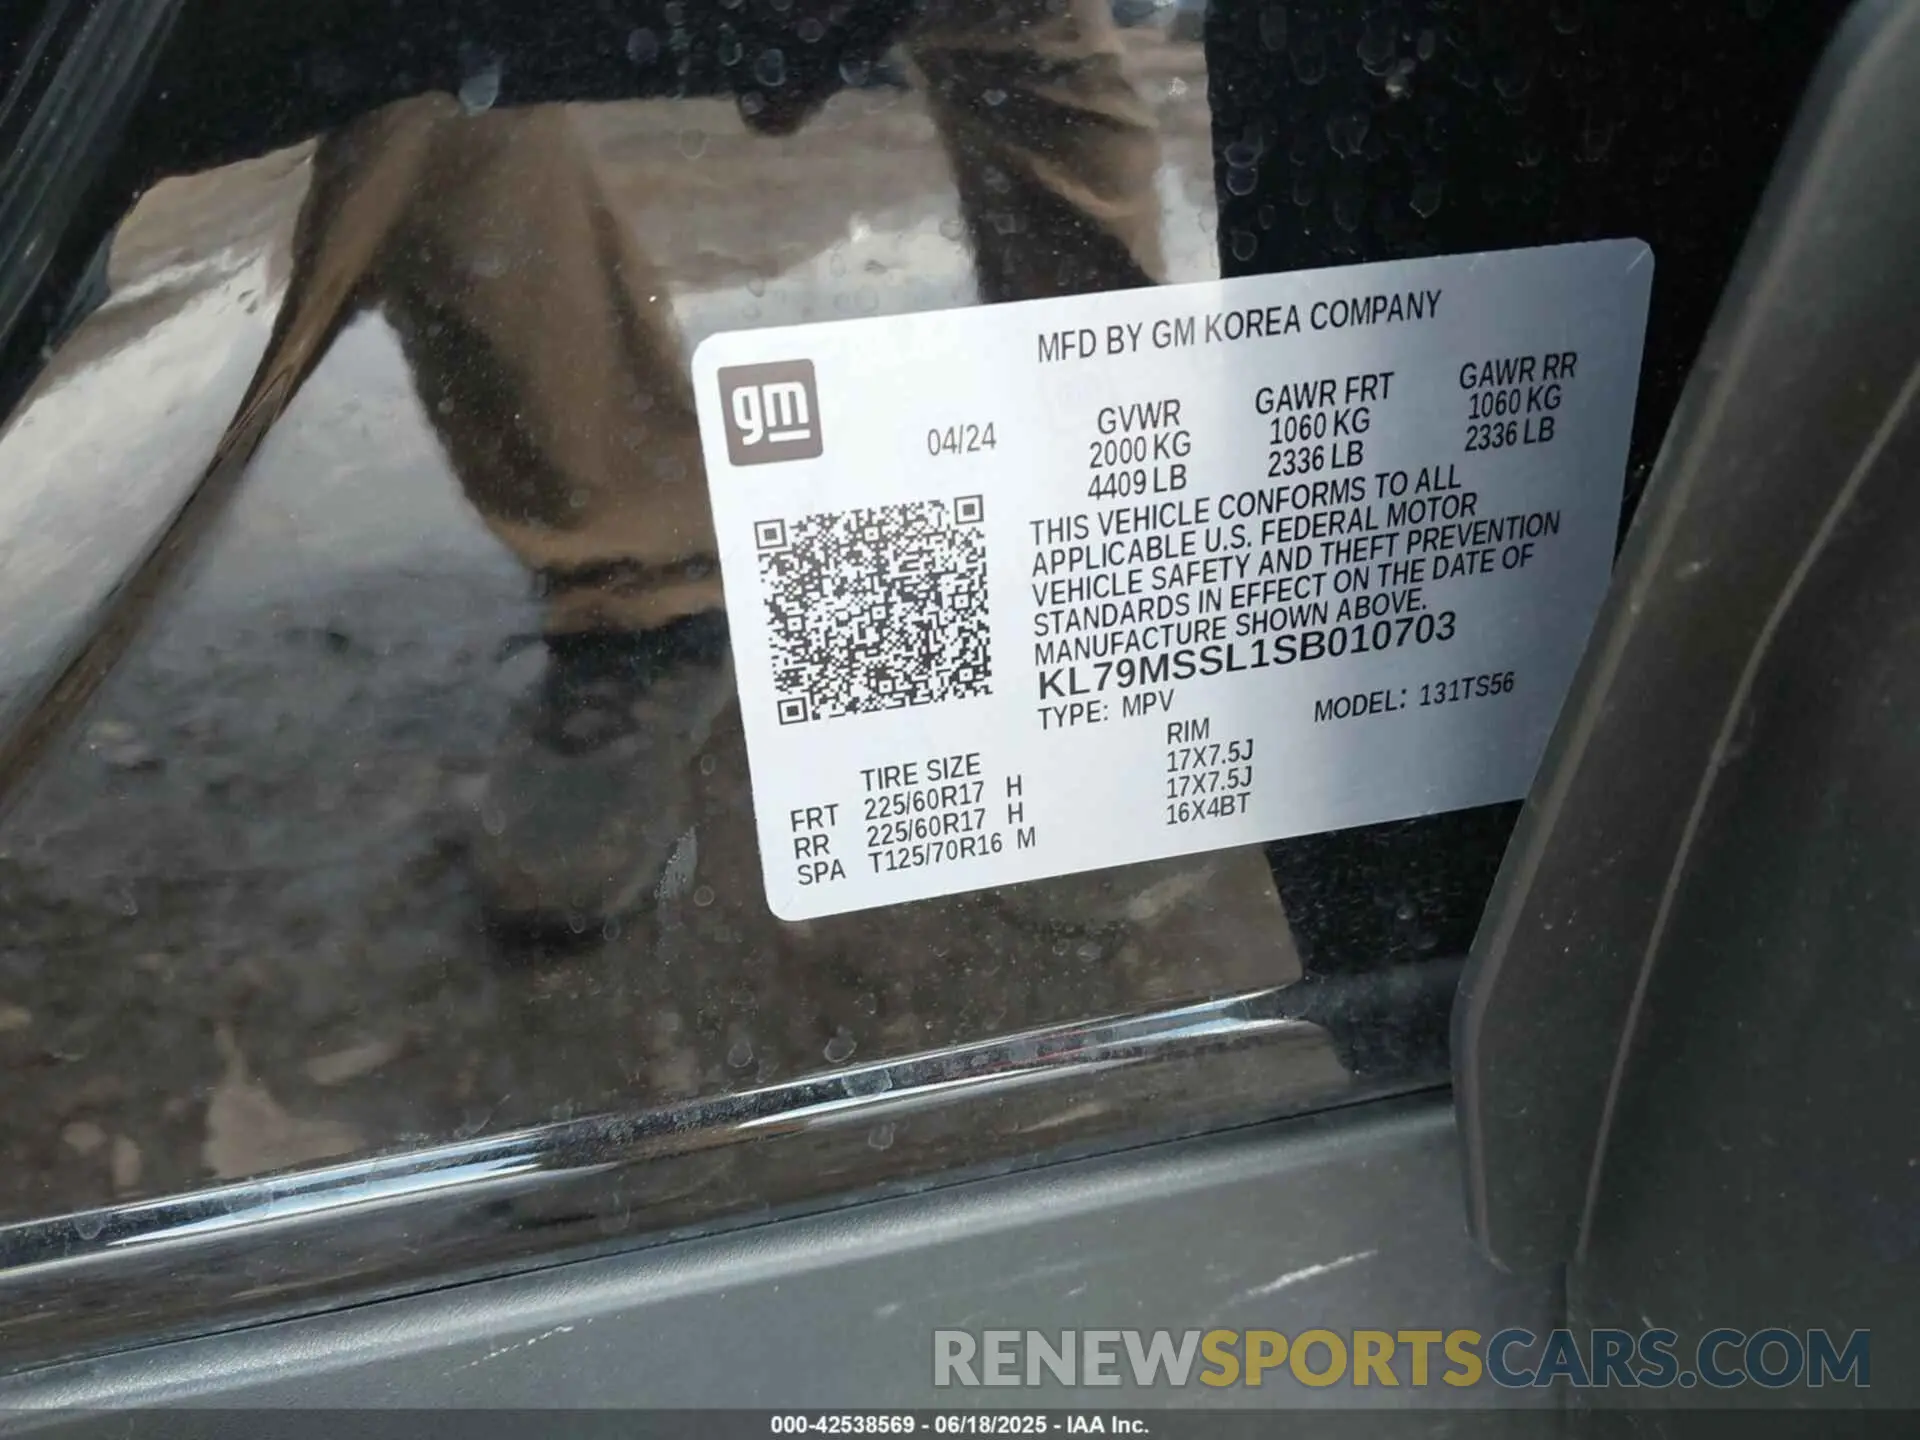 MFD BY GM KOREA COMPANY
gm
04/24
GVWR GAWR FRT GAWR RR
2000 KG 1060 KG 1060 KG
4409 LB 2336 LB 2336 LB
THIS VEHICLE CONFORMS TO ALL
APPLICABLE U.S. FEDERAL MOTOR
VEHICLE SAFETY AND THEFT PREVENTION
STANDARDS IN EFFECT ON THE DATE OF
MANUFACTURE SHOWN ABOVE.
KL79MSSL1SB010703
TYPE: MPV MODEL: 131TS56
TIRE SIZE RIM
FRT 225/60R17 H 17X7.5J
RR 225/60R17 H 17X7.5J
SPA T125/70R16 M 16X4BT
RENEWSPORTSCARS.COM
000-42538569 - 06/18/2025 - IAA Inc.